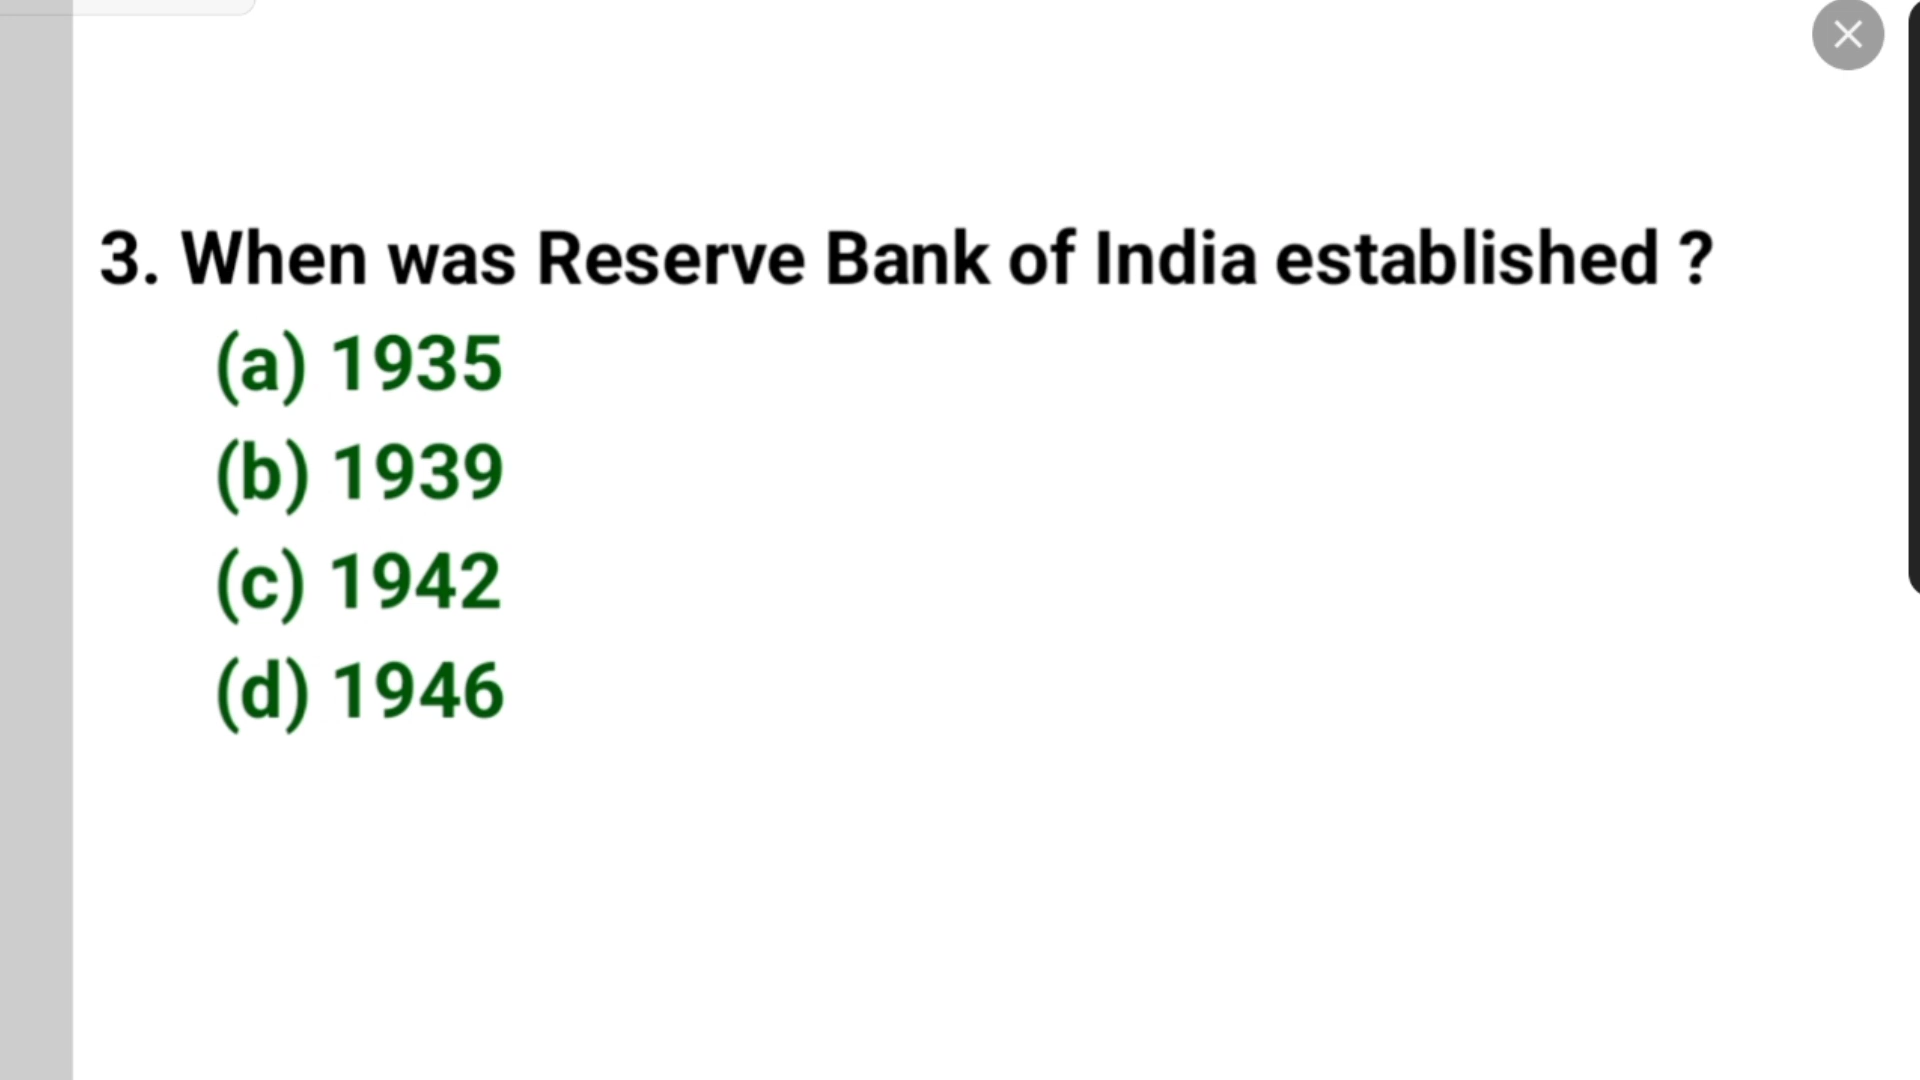 3. When was Reserve Bank of India established ?
(a) 1935
(b) 1939
(c) 1942
(d) 1946